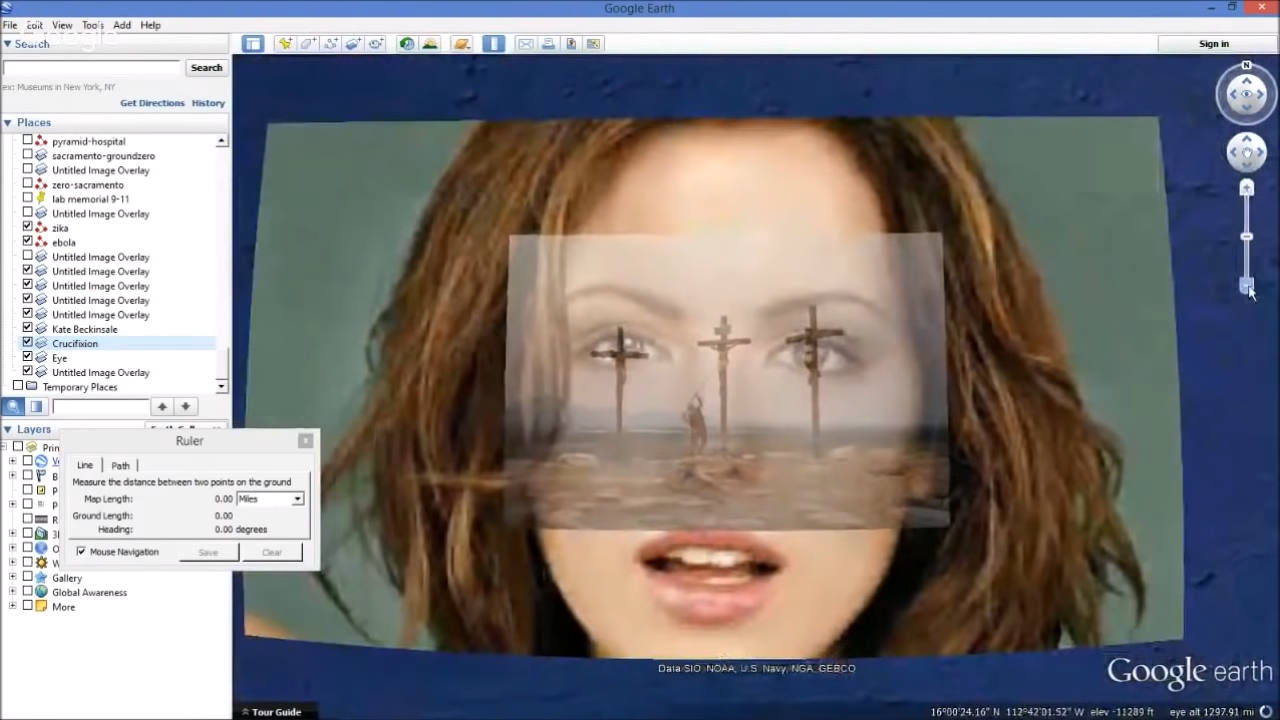 Google Earth
File Edit View Tools Add Help
Google
Search
Sign in
Search
ex: Museums in New York, NY
Get Directions History
N
Places
pyramid-hospital
sacramento-groundzero
Untitled Image Overlay
zero-sacramento
lab memorial 9-11
Untitled Image Overlay
zika
ebola
Untitled Image Overlay
Untitled Image Overlay
Untitled Image Overlay
Untitled Image Overlay
Untitled Image Overlay
Kate Beckinsale
Crucifixion
Eye
Untitled Image Overlay
Temporary Places
Layers
Ruler
Line Path
Measure the distance between two points on the ground
Map Length: 0.00 Miles
Ground Length: 0.00
Heading: 0.00 degrees
Mouse Navigation Save Clear
Gallery
Global Awareness
More
Data SIO, NOAA, U.S. Navy, NGA, GEBCO
Google earth
Tour Guide
16°00'24.16" N 112°42'01.52" W elev -11289 ft eye alt 1297.91 mi